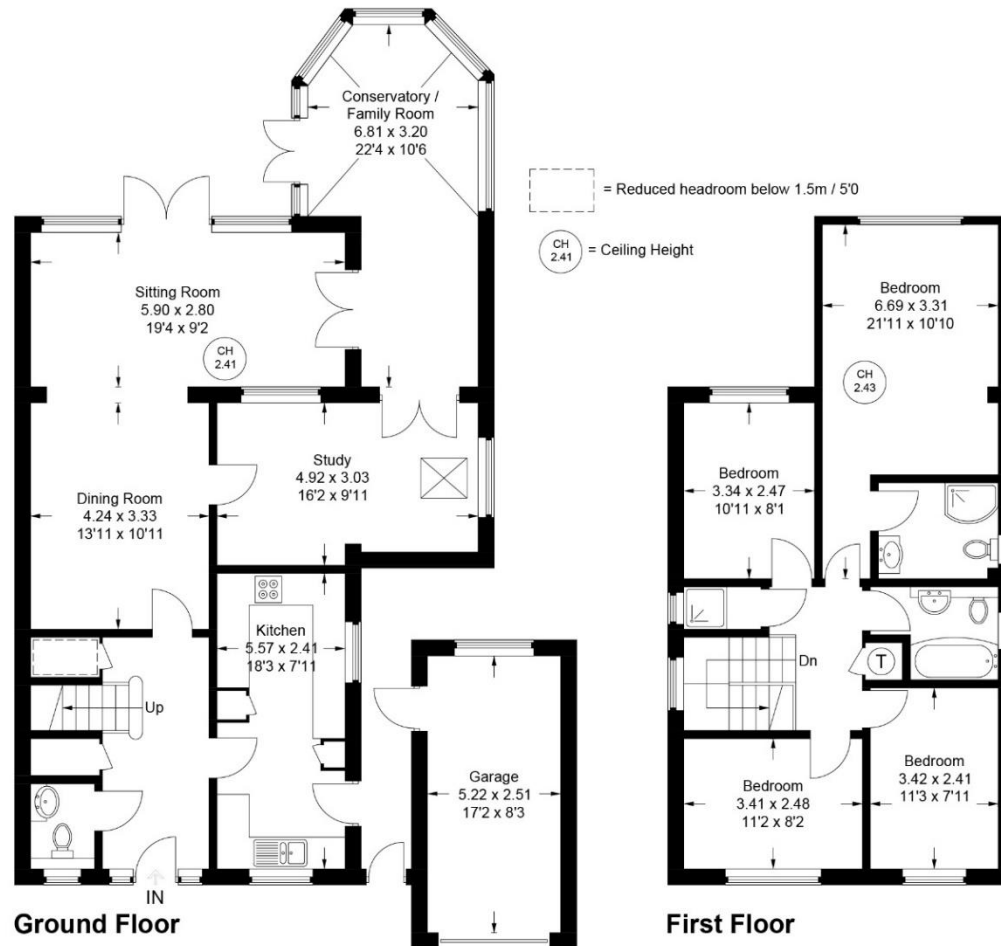 Conservatory /
Family Room
6.81 x 3.20
22'4 x 10'6
= Reduced headroom below 1.5m / 5'0
CH
2.41
= Ceiling Height
Sitting Room
5.90 x 2.80
19'4 x 9'2
CH
2.41
Study
4.92 x 3.03
16'2 x 9'11
Dining Room
4.24 x 3.33
13'11 x 10'11
Kitchen
5.57 x 2.41
18'3 x 7'11
Up
Garage
5.22 x 2.51
17'2 x 8'3
IN
Ground Floor
Bedroom
6.69 x 3.31
21'11 x 10'10
CH
2.43
Bedroom
3.34 x 2.47
10'11 x 8'1
Dn
T
Bedroom
3.41 x 2.48
11'2 x 8'2
Bedroom
3.42 x 2.41
11'3 x 7'11
First Floor